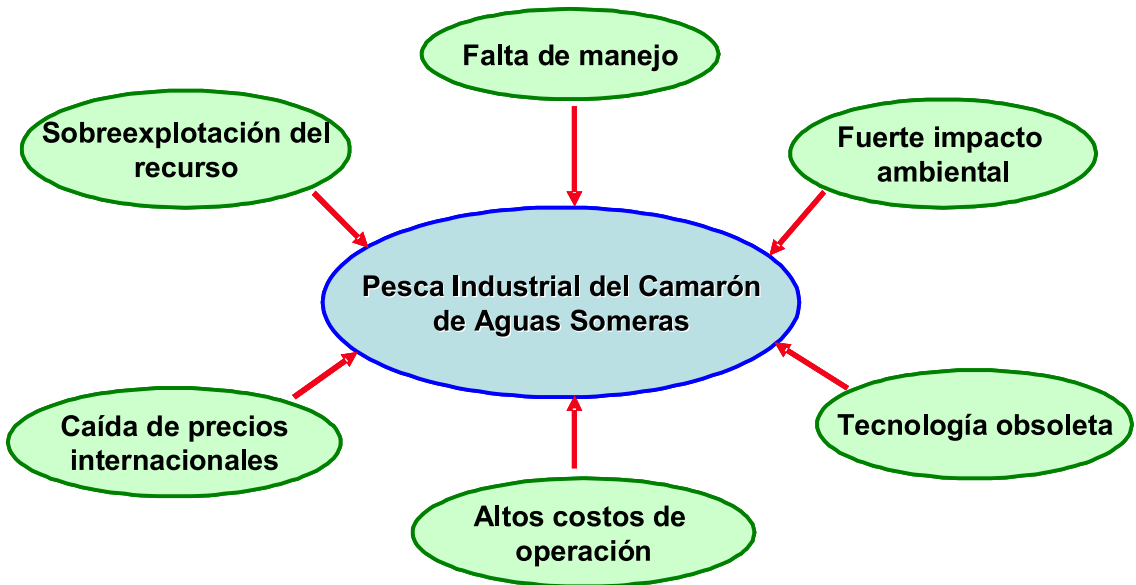 Falta de manejo
Sobreexplotación del
recurso
Fuerte impacto
ambiental
Pesca Industrial del Camarón
de Aguas Someras
Caída de precios
internacionales
Tecnología obsoleta
Altos costos de
operación